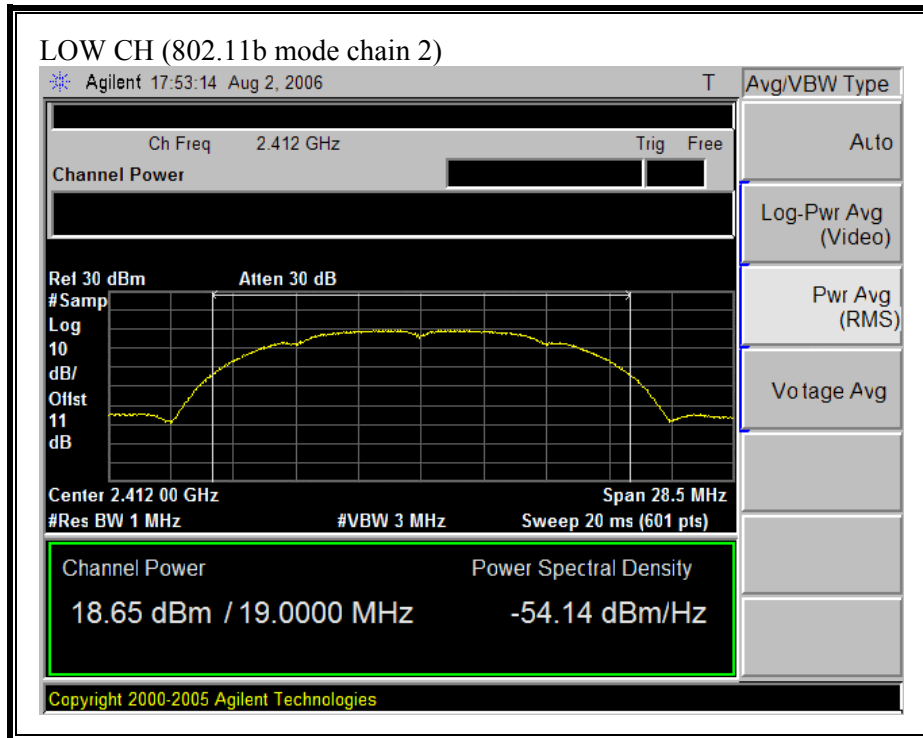 LOW CH (802.11b mode chain 2)
Agilent 17:53:14 Aug 2, 2006 T
Avg/VBW Type
Ch Freq 2.412 GHz Trig Free
Channel Power
Auto
Log-Pwr Avg
(Video)
Pwr Avg
(RMS)
Voltage Avg
Ref 30 dBm Atten 30 dB
#Samp
Log
10
dB/
Offst
11
dB
Center 2.412 00 GHz Span 28.5 MHz
#Res BW 1 MHz #VBW 3 MHz Sweep 20 ms (601 pts)
Channel Power Power Spectral Density
18.65 dBm / 19.0000 MHz -54.14 dBm/Hz
Copyright 2000-2005 Agilent Technologies